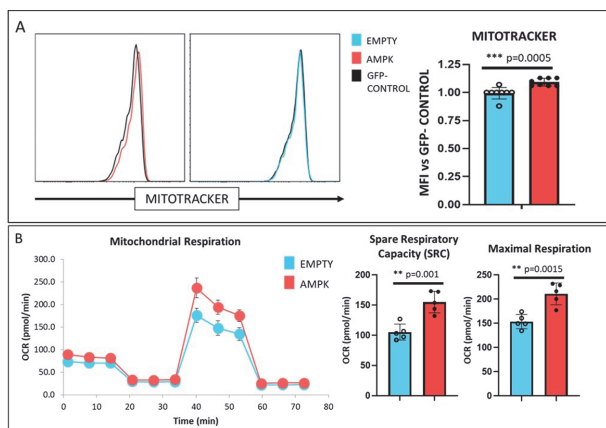 A
EMPTY
AMPK
GFP-
CONTROL
MITOTRACKER
MITOTRACKER
*** p=0.0005
MFI vs GFP- CONTROL
1.25
1.00
0.75
0.50
0.25
0.00
B
Mitochondrial Respiration
EMPTY
AMPK
OCR (pmol/min)
300.0
250.0
200.0
150.0
100.0
50.0
0.0
0 10 20 30 40 50 60 70 80
Time (min)
Spare Respiratory
Capacity (SRC)
** p=0.001
OCR (pmol/min)
200
150
100
50
0
Maximal Respiration
** p=0.0015
OCR (pmol/min)
250
200
150
100
50
0